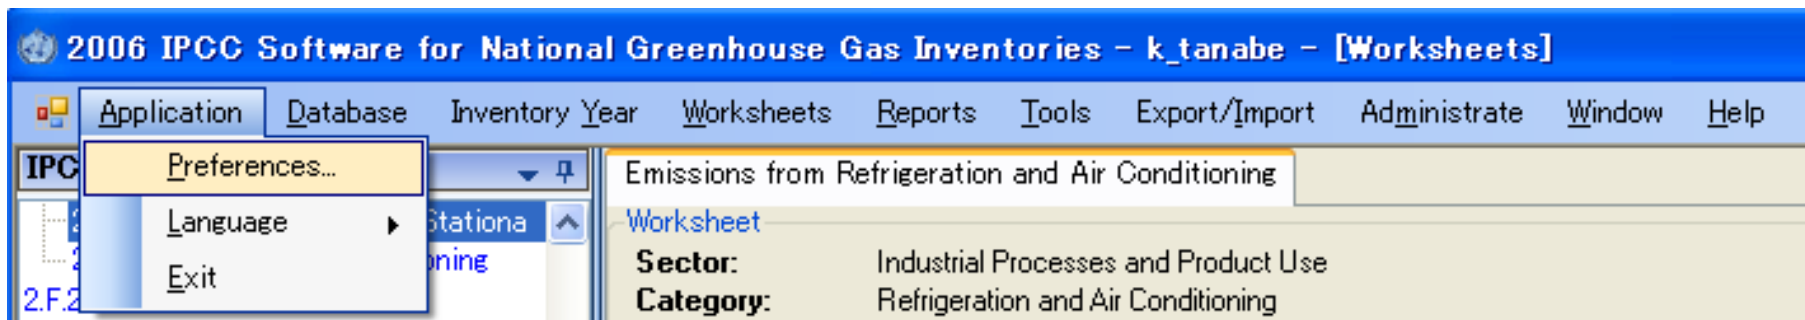 2006 IPCC Software for National Greenhouse Gas Inventories - k_tanabe - [Worksheets]
Application Database Inventory Year Worksheets Reports Tools Export/Import Administrate Window Help
IPC
Preferences...
Language
Exit
Stationa
oning
2.F.2
Emissions from Refrigeration and Air Conditioning
Worksheet
Sector: Industrial Processes and Product Use
Category: Refrigeration and Air Conditioning